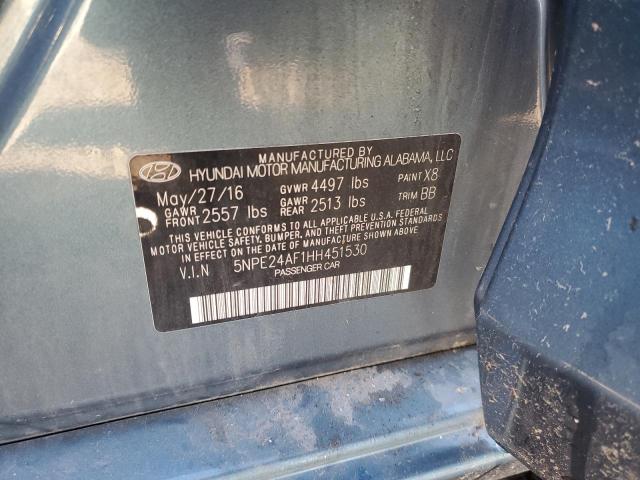 MANUFACTURED BY
HYUNDAI MOTOR MANUFACTURING ALABAMA, LLC
May/27/16 GVWR 4497 lbs PAINT X8
GAWR FRONT 2557 lbs GAWR REAR 2513 lbs TRIM BB
THIS VEHICLE CONFORMS TO ALL APPLICABLE U.S.A. FEDERAL
MOTOR VEHICLE SAFETY, BUMPER, AND THEFT PREVENTION STANDARDS
IN EFFECT ON THE DATE OF MANUFACTURE SHOWN ABOVE.
V.I.N 5NPE24AF1HH451530
PASSENGER CAR